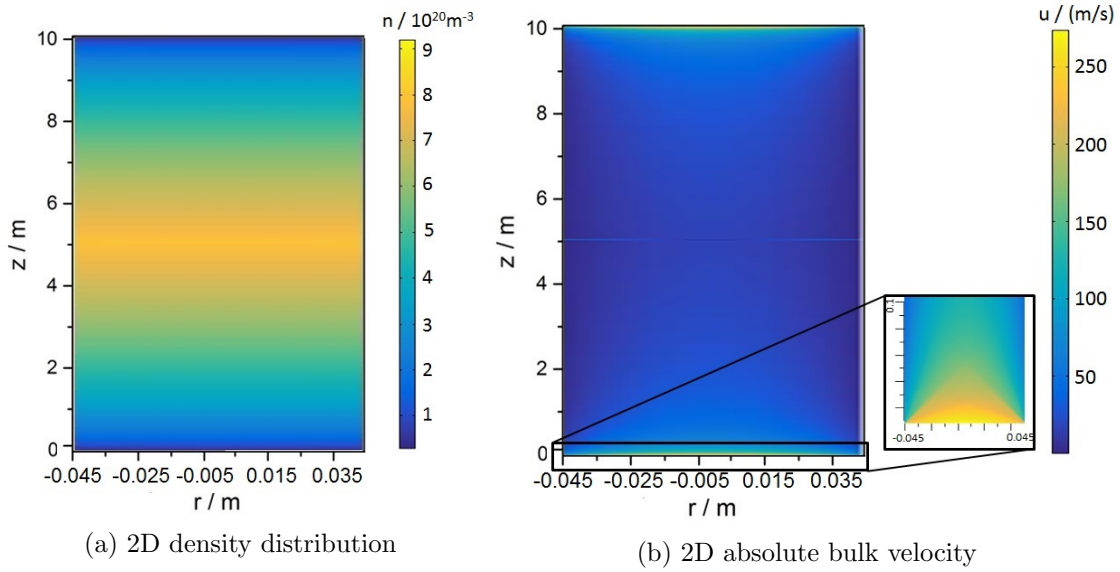 n / 10²⁰m⁻³
10
8
6
4
2
0
z / m
-0.045 -0.025 -0.005 0.015 0.035
r / m
9
8
7
6
5
4
3
2
1
(a) 2D density distribution
u / (m/s)
10
8
6
4
2
0
z / m
-0.045 -0.025 -0.005 0.015 0.035
r / m
0.1
-0.045 0.045
250
200
150
100
50
(b) 2D absolute bulk velocity